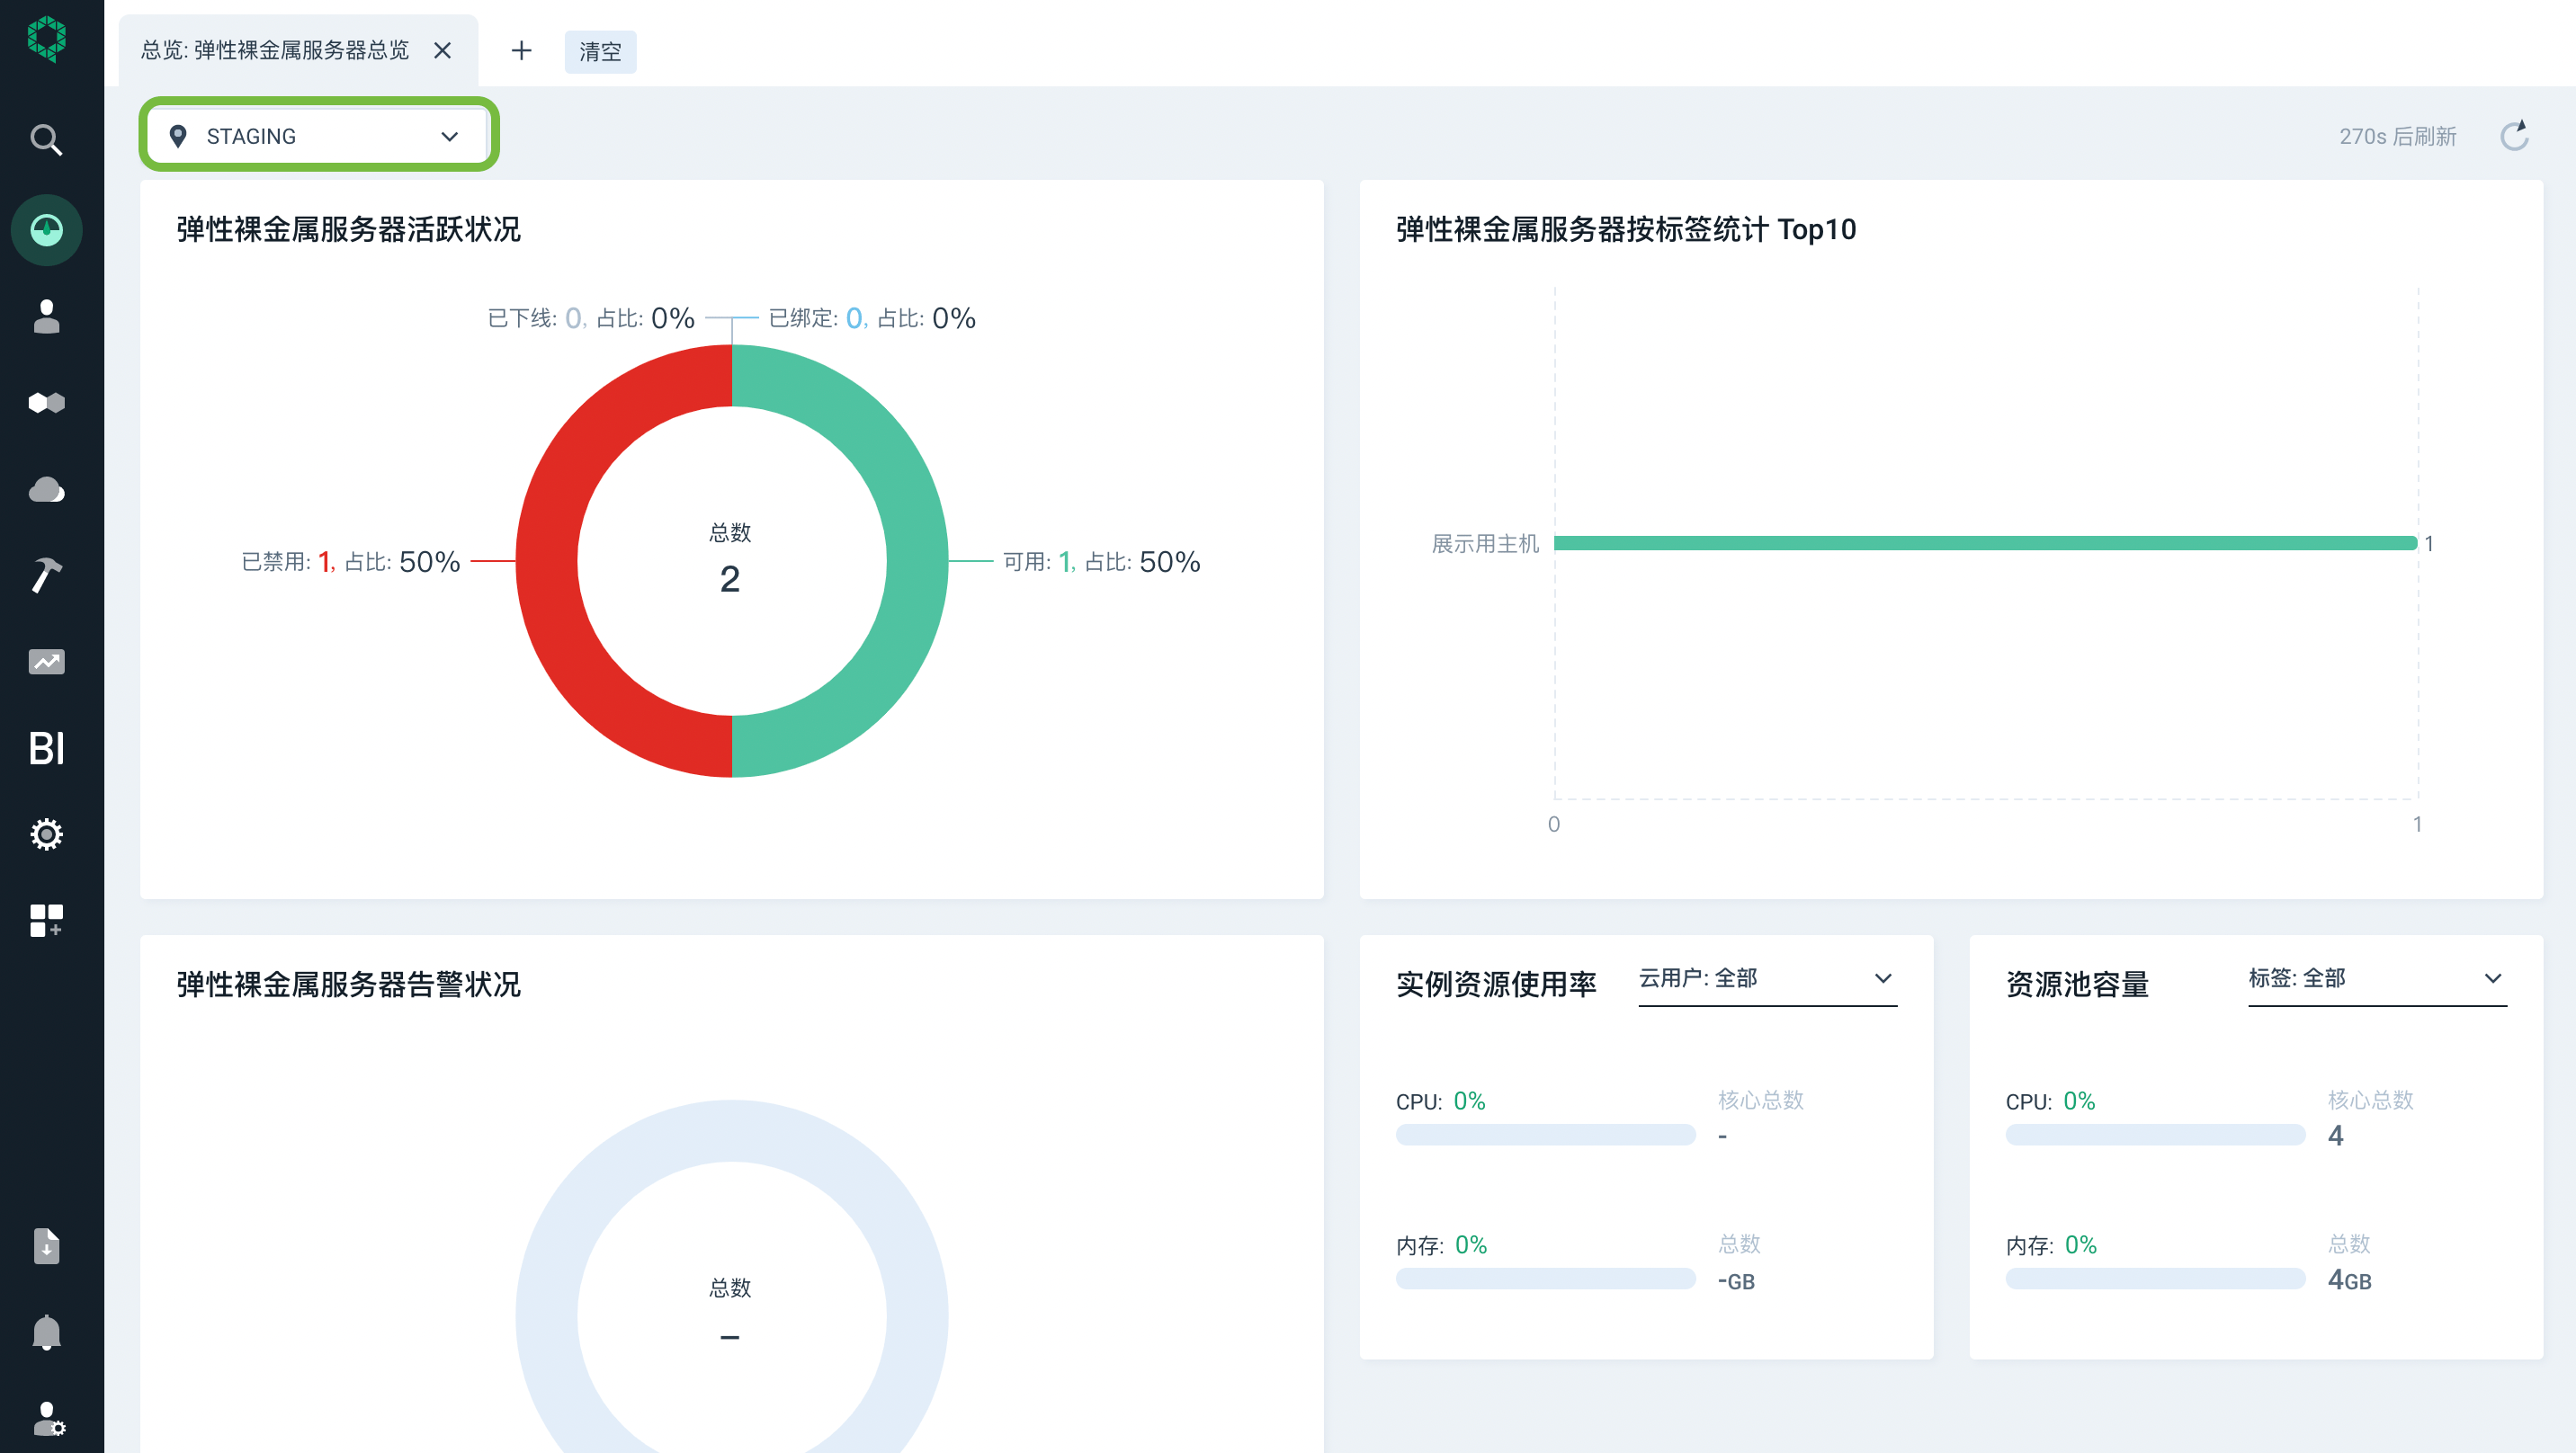 总览: 弹性裸金属服务器总览
清空
STAGING
270s 后刷新
弹性裸金属服务器活跃状况
已下线: 0, 占比: 0%
已绑定: 0, 占比: 0%
已禁用: 1, 占比: 50%
总数
2
可用: 1, 占比: 50%
弹性裸金属服务器按标签统计 Top10
展示用主机
1
0
1
BI
弹性裸金属服务器告警状况
总数
–
实例资源使用率
云用户: 全部
CPU: 0%
核心总数
-
内存: 0%
总数
-GB
资源池容量
标签: 全部
CPU: 0%
核心总数
4
内存: 0%
总数
4GB